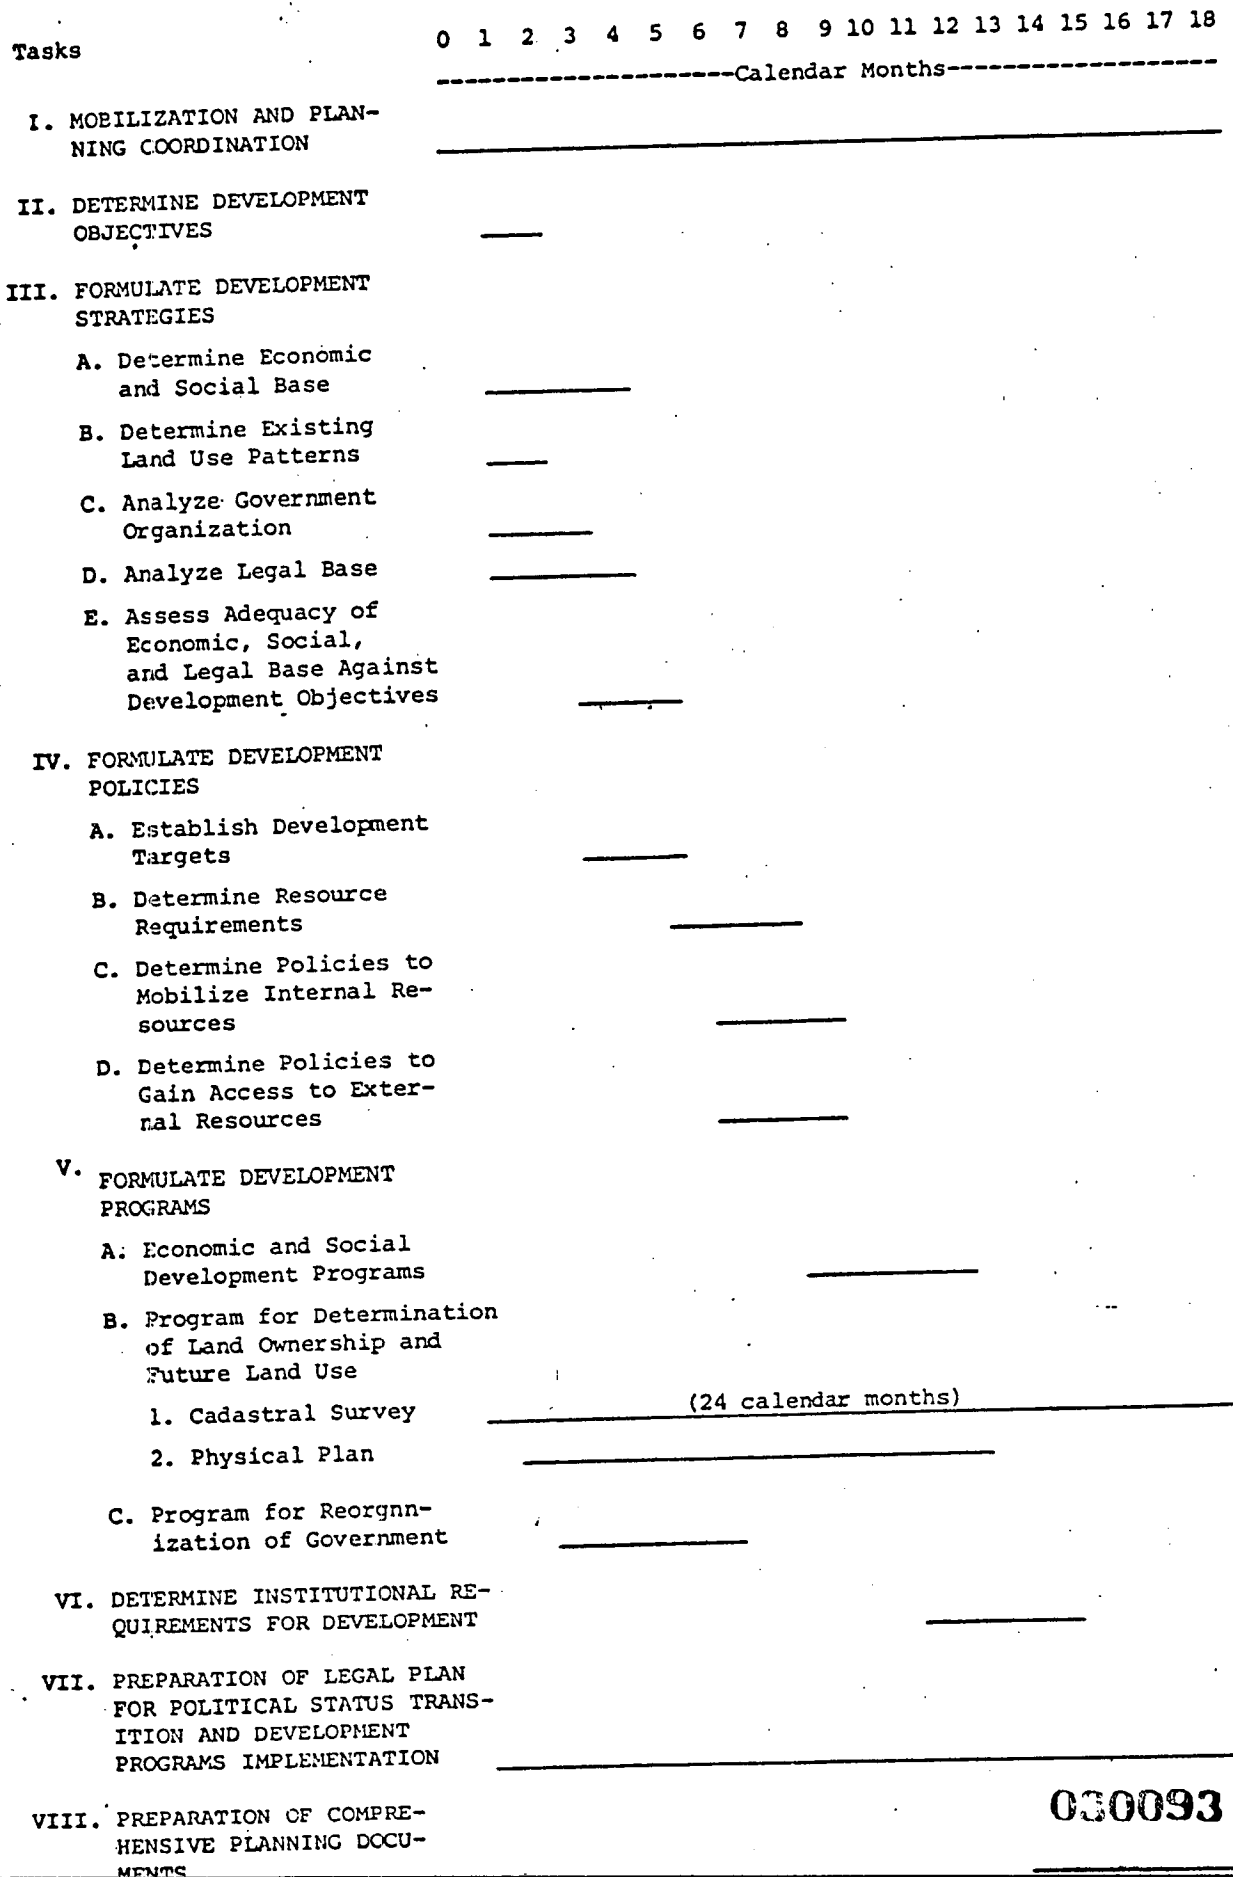 Tasks 0 1 2 3 4 5 6 7 8 9 10 11 12 13 14 15 16 17 18
---------------------Calendar Months-------------------
I. MOBILIZATION AND PLAN-
NING COORDINATION
II. DETERMINE DEVELOPMENT
OBJECTIVES
III. FORMULATE DEVELOPMENT
STRATEGIES
A. Determine Economic
and Social Base
B. Determine Existing
Land Use Patterns
C. Analyze Government
Organization
D. Analyze Legal Base
E. Assess Adequacy of
Economic, Social,
and Legal Base Against
Development Objectives
IV. FORMULATE DEVELOPMENT
POLICIES
A. Establish Development
Targets
B. Determine Resource
Requirements
C. Determine Policies to
Mobilize Internal Re-
sources
D. Determine Policies to
Gain Access to Exter-
nal Resources
V. FORMULATE DEVELOPMENT
PROGRAMS
A. Economic and Social
Development Programs
B. Program for Determination
of Land Ownership and
Future Land Use
1. Cadastral Survey (24 calendar months)
2. Physical Plan
C. Program for Reorgnn-
ization of Government
VI. DETERMINE INSTITUTIONAL RE-
QUIREMENTS FOR DEVELOPMENT
VII. PREPARATION OF LEGAL PLAN
FOR POLITICAL STATUS TRANS-
ITION AND DEVELOPMENT
PROGRAMS IMPLEMENTATION
VIII. PREPARATION OF COMPRE-
HENSIVE PLANNING DOCU-
MENTS
030093